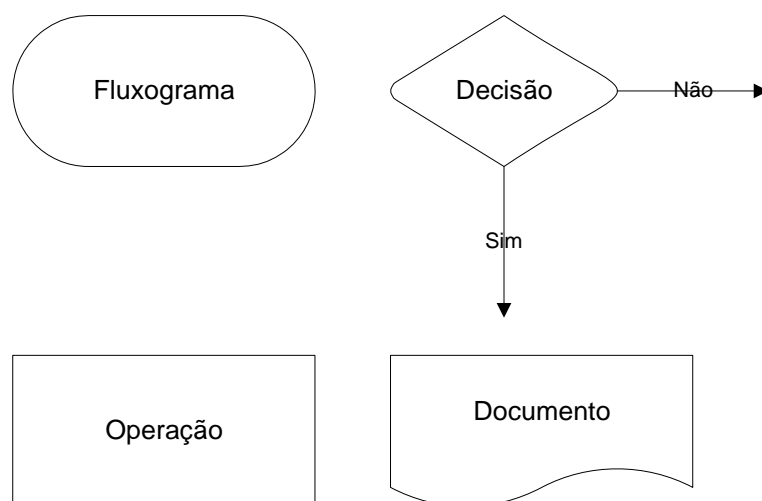 Fluxograma
Decisão
Não
Sim
Operação
Documento